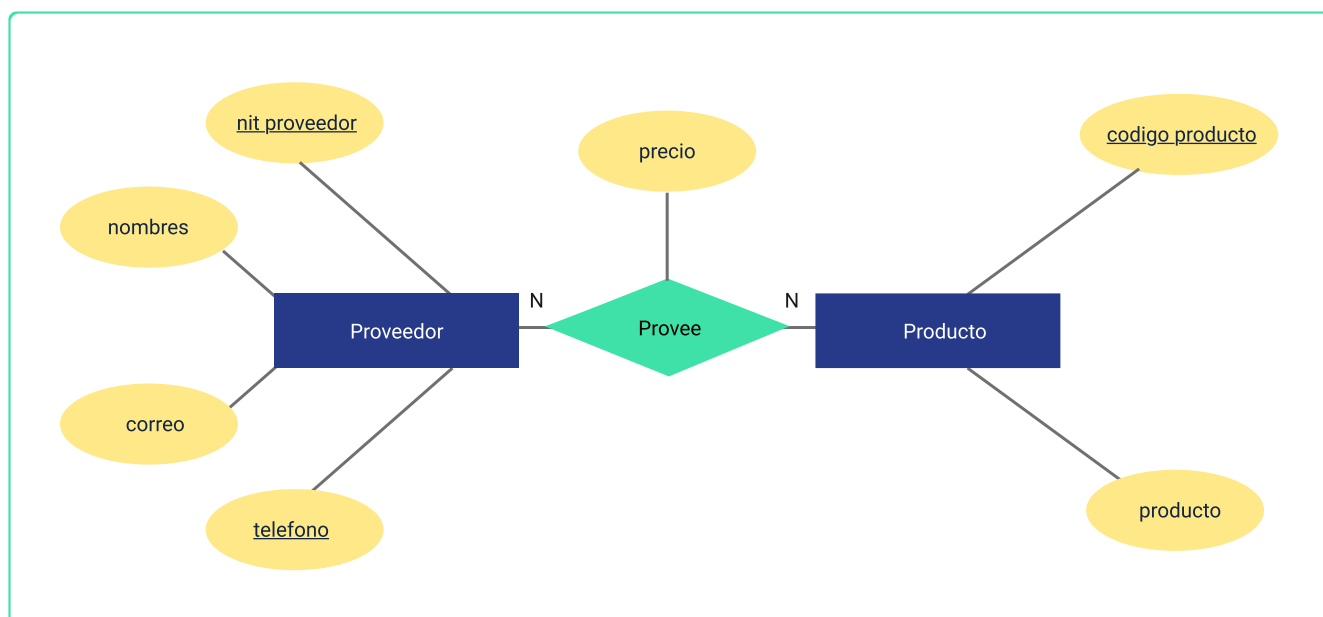 nit proveedor
precio
codigo producto
nombres
N
N
Proveedor
Provee
Producto
correo
telefono
producto